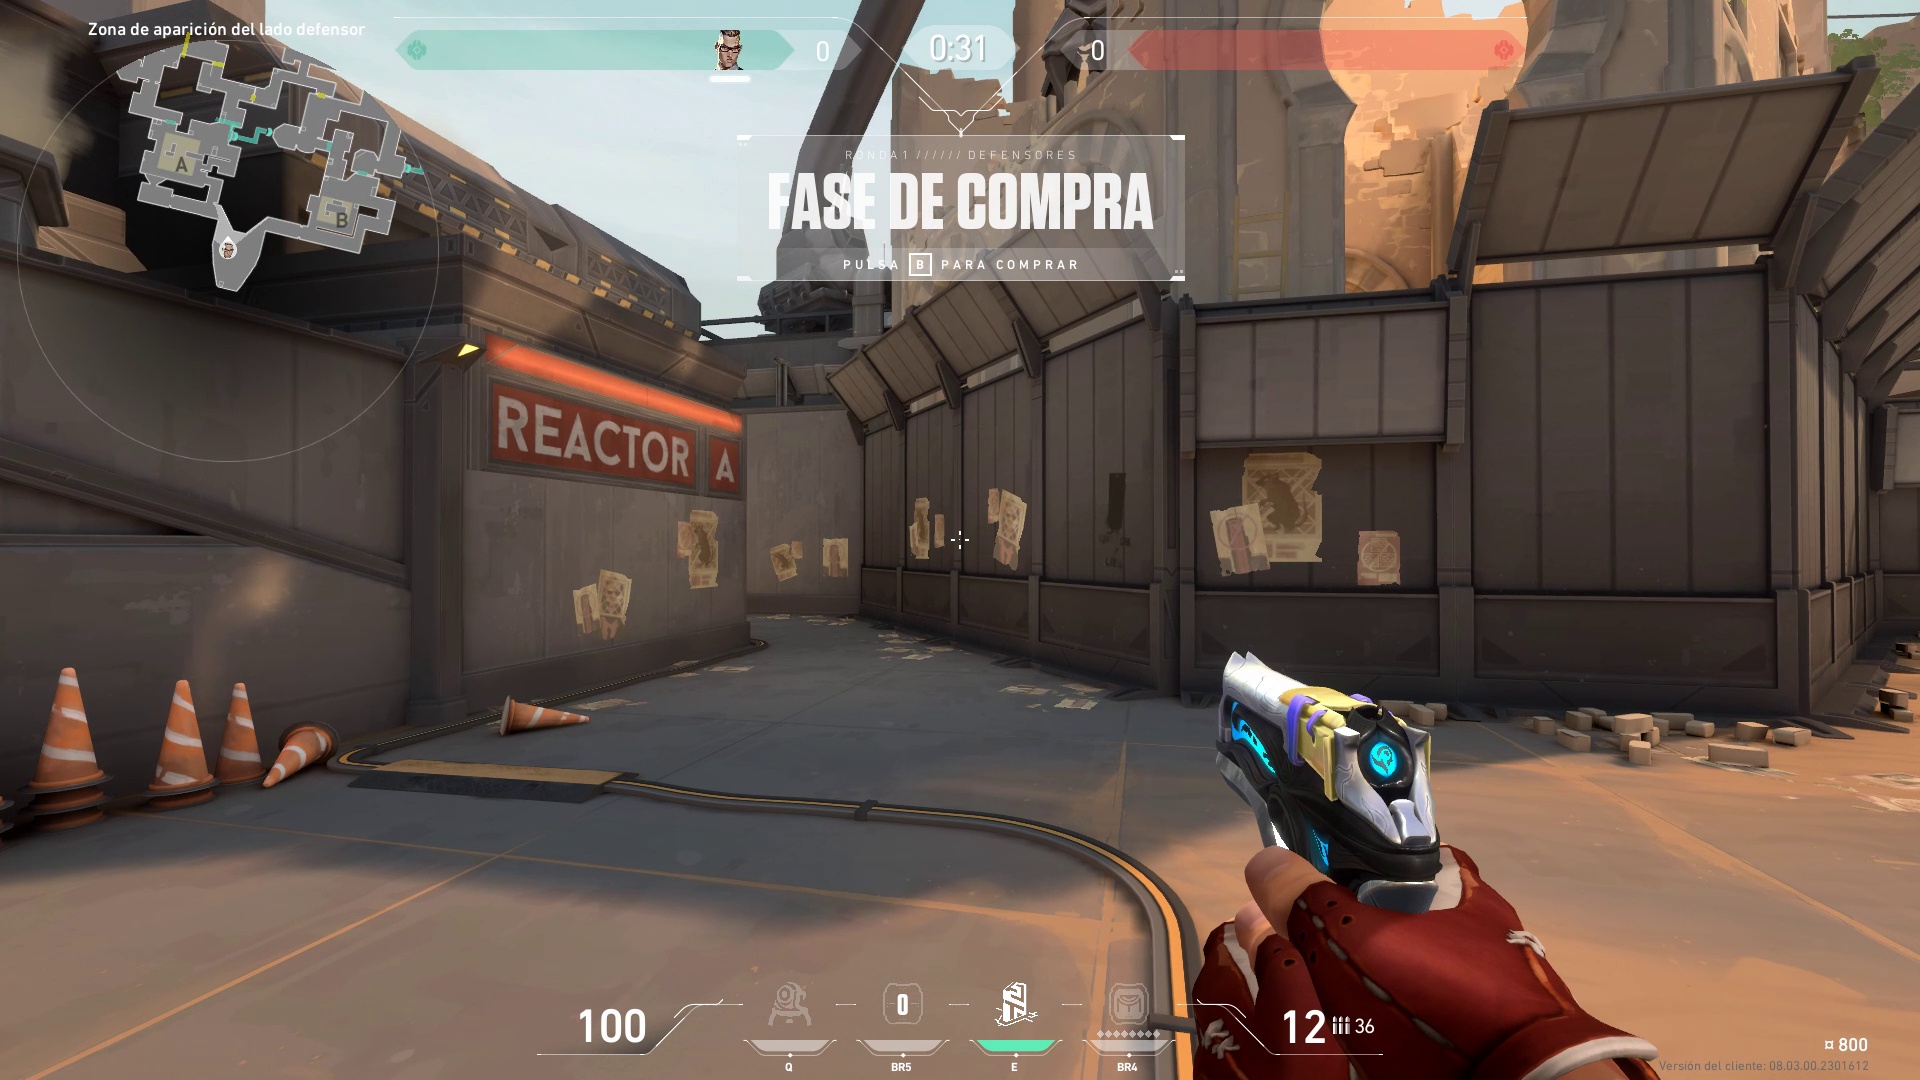 Zona de aparición del lado defensor
0
0:31
0
RONDA 1 ////// DEFENSORES
FASE DE COMPRA
PULSA B PARA COMPRAR
A
B
REACTOR A
100
0
12
36
Q
BR5
E
BR4
¤ 800
Versión del cliente: 08.03.00.2301612